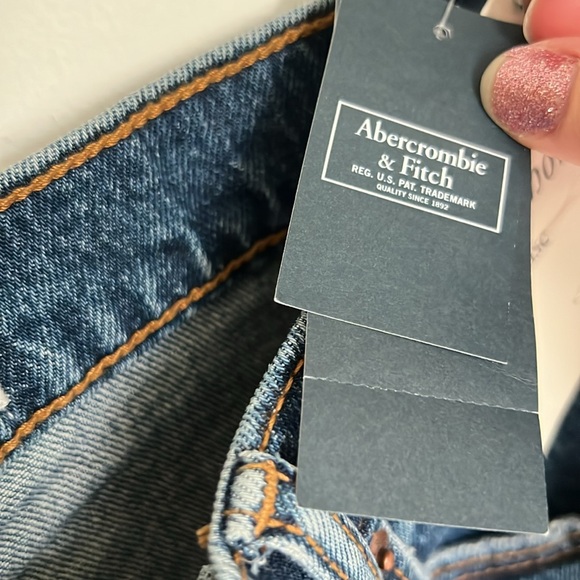 Abercrombie
& Fitch
REG. U.S. PAT. TRADEMARK
QUALITY SINCE 1892